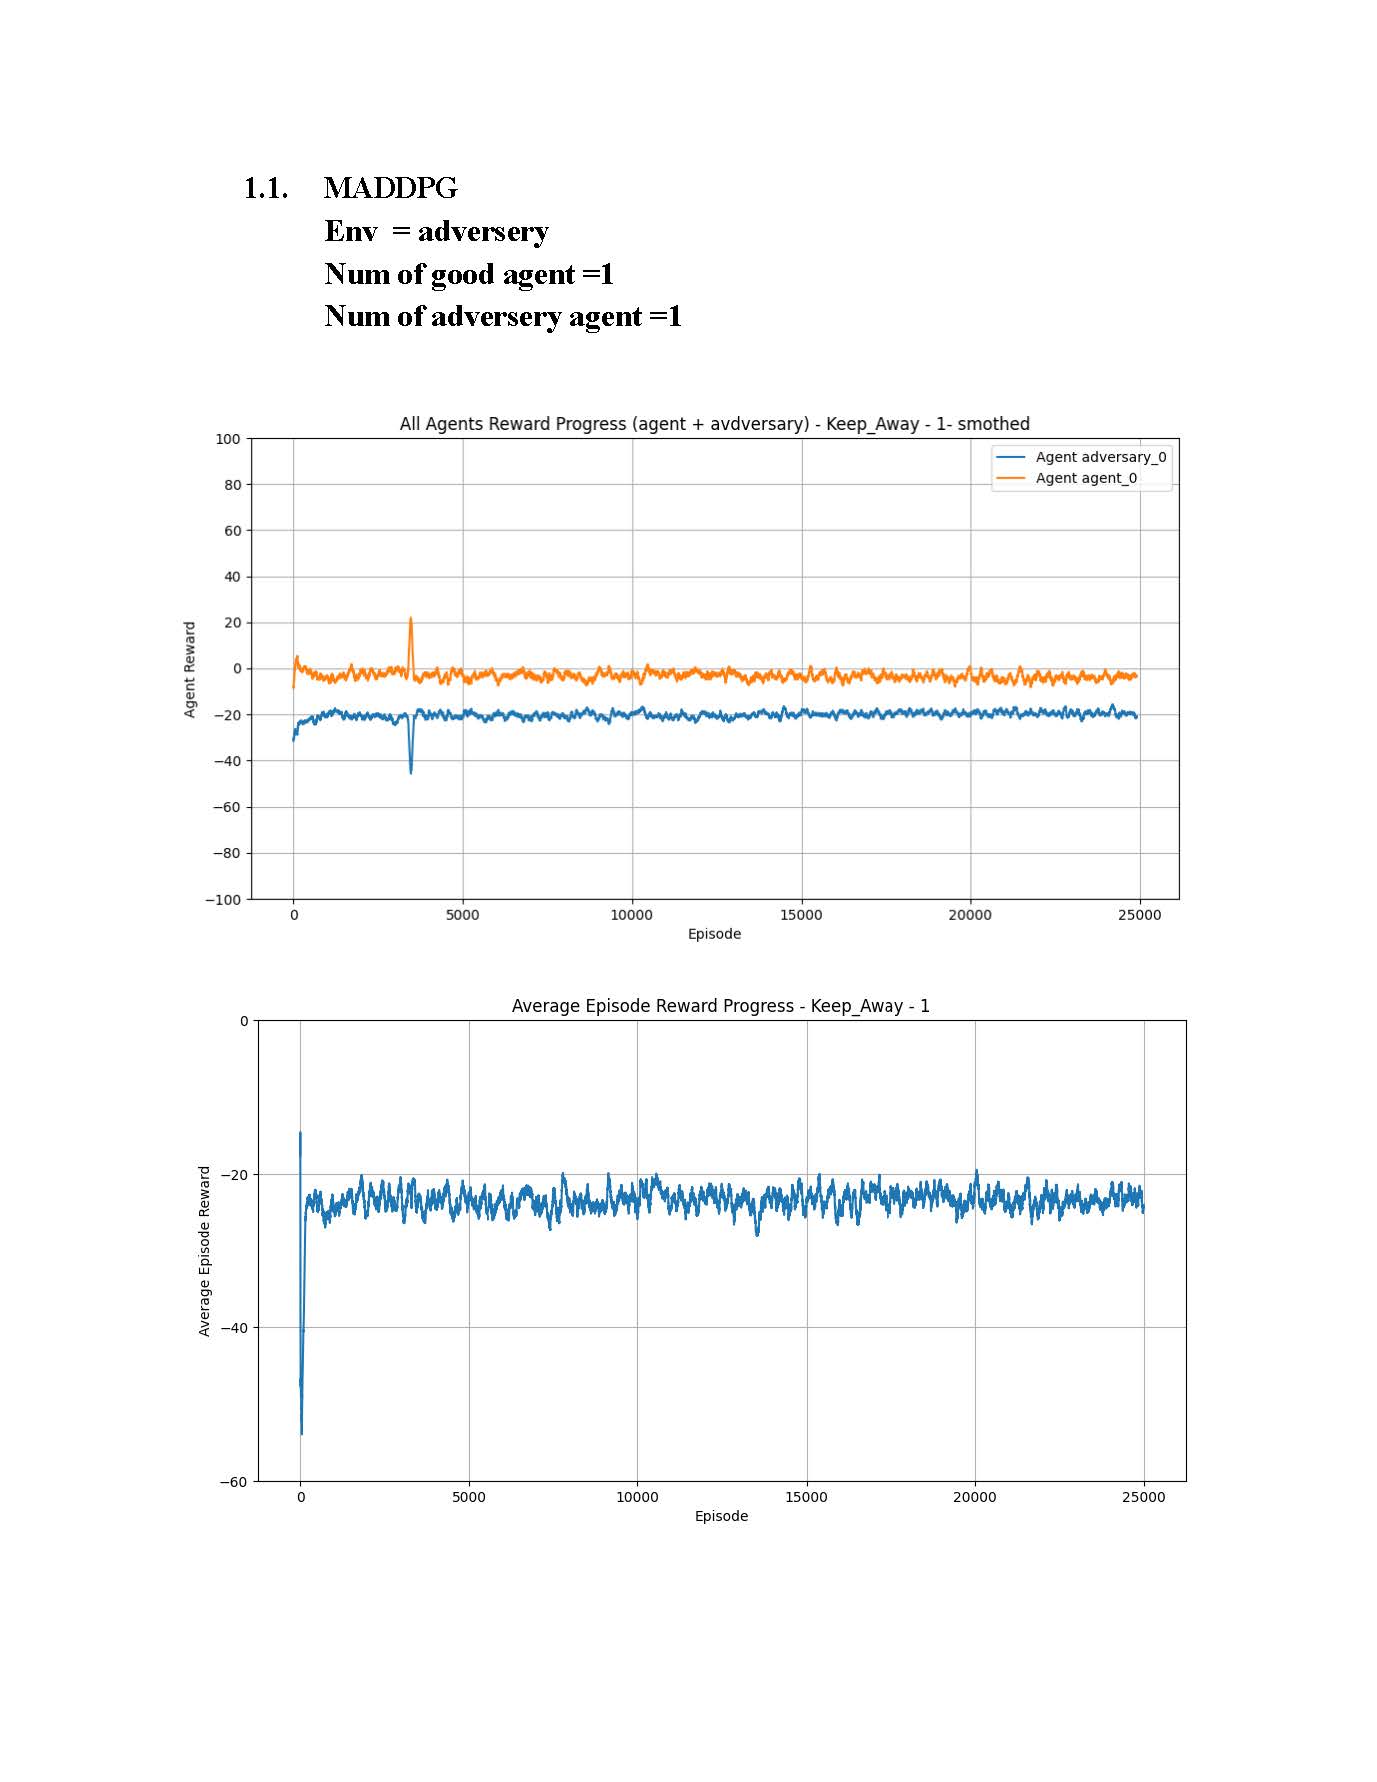 1.1. MADDPG
Env = adversery
Num of good agent =1
Num of adversery agent =1
All Agents Reward Progress (agent + avdversary) - Keep_Away - 1- smothed
Agent adversary_0
Agent agent_0
100
80
60
40
20
0
−20
−40
−60
−80
−100
Agent Reward
0 5000 10000 15000 20000 25000
Episode
Average Episode Reward Progress - Keep_Away - 1
0
−20
−40
−60
Average Episode Reward
0 5000 10000 15000 20000 25000
Episode